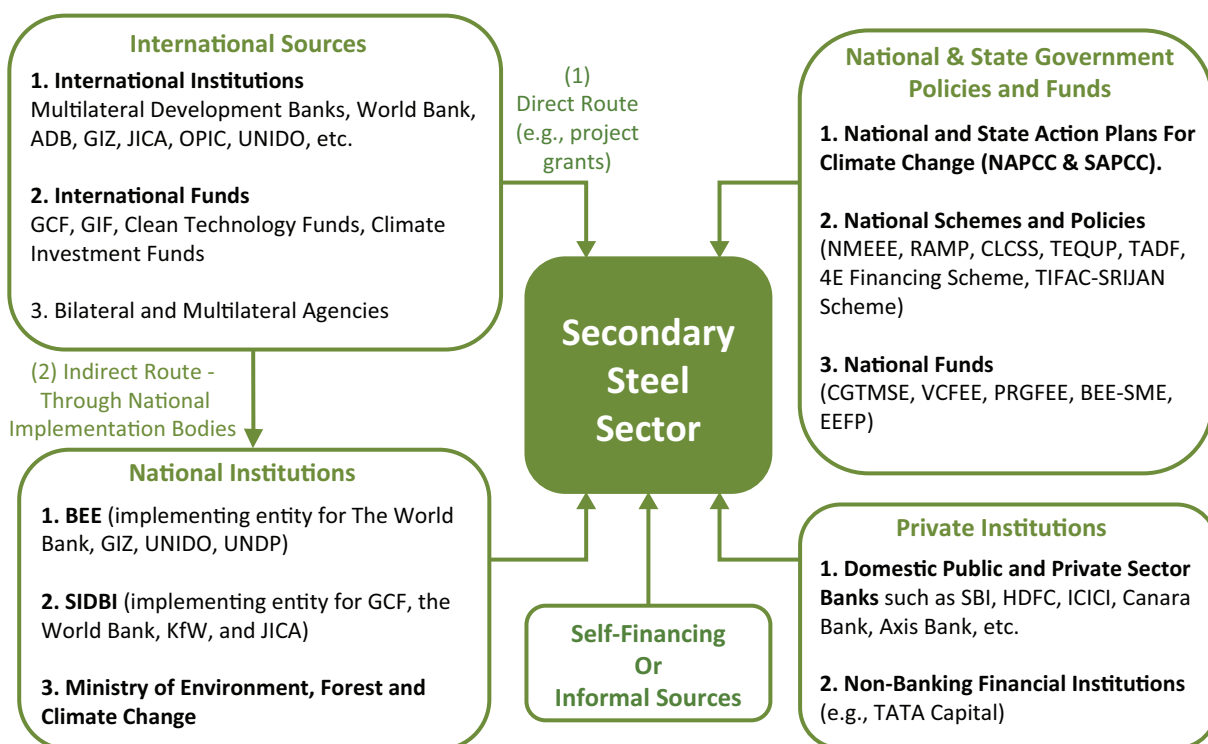 International Sources
1. International Institutions
Multilateral Development Banks, World Bank,
ADB, GIZ, JICA, OPIC, UNIDO, etc.
2. International Funds
GCF, GIF, Clean Technology Funds, Climate
Investment Funds
3. Bilateral and Multilateral Agencies
(1)
Direct Route
(e.g., project
grants)
National & State Government
Policies and Funds
1. National and State Action Plans For
Climate Change (NAPCC & SAPCC).
2. National Schemes and Policies
(NMEEE, RAMP, CLCSS, TEQUP, TADF,
4E Financing Scheme, TIFAC-SRIJAN
Scheme)
3. National Funds
(CGTMSE, VCFEE, PRGFEE, BEE-SME,
EEFP)
Secondary
Steel
Sector
(2) Indirect Route -
Through National
Implementation Bodies
National Institutions
1. BEE (implementing entity for The World
Bank, GIZ, UNIDO, UNDP)
2. SIDBI (implementing entity for GCF, the
World Bank, KfW, and JICA)
3. Ministry of Environment, Forest and
Climate Change
Self-Financing
Or
Informal Sources
Private Institutions
1. Domestic Public and Private Sector
Banks such as SBI, HDFC, ICICI, Canara
Bank, Axis Bank, etc.
2. Non-Banking Financial Institutions
(e.g., TATA Capital)